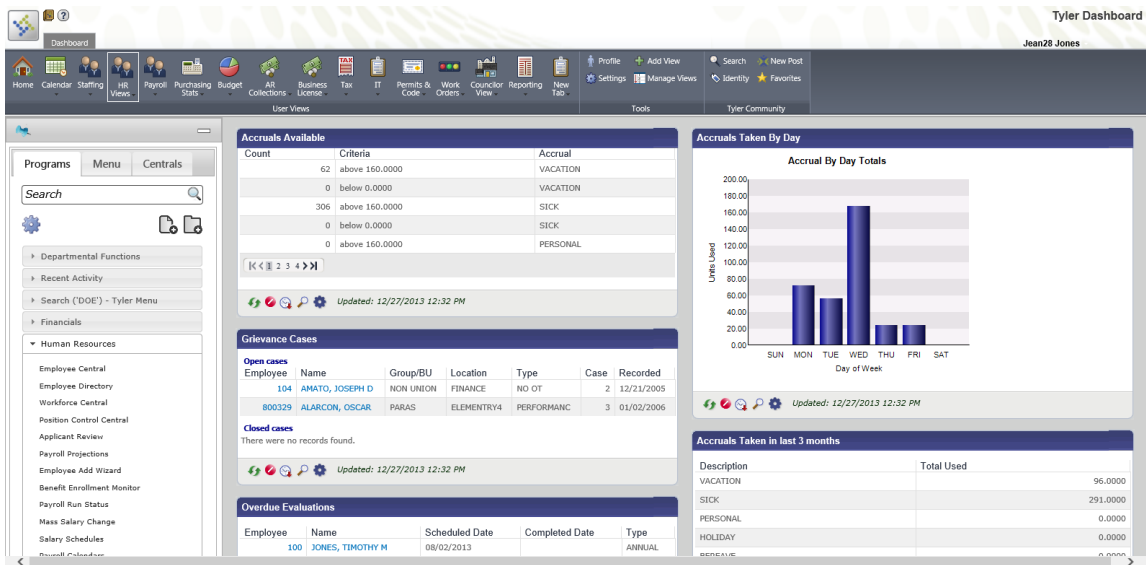 Tyler Dashboard
Dashboard
Jean28 Jones
Home Calendar Staffing HR Views Payroll Purchasing Stats Budget AR Collections Business License Tax IT Permits & Code Work Orders Councilor View Reporting New Tab
User Views
Profile Add View
Settings Manage Views
Tools
Search New Post
Identity Favorites
Tyler Community
Programs Menu Centrals
Search
Departmental Functions
Recent Activity
Search ('DOE') - Tyler Menu
Financials
Human Resources
Employee Central
Employee Directory
Workforce Central
Position Control Central
Applicant Review
Payroll Projections
Employee Add Wizard
Benefit Enrollment Monitor
Payroll Run Status
Mass Salary Change
Salary Schedules
Payroll Calendars
Accruals Available
Count Criteria Accrual
62 above 160.0000 VACATION
0 below 0.0000 VACATION
306 above 160.0000 SICK
0 below 0.0000 SICK
0 above 160.0000 PERSONAL
1 2 3 4
Updated: 12/27/2013 12:32 PM
Grievance Cases
Open cases
Employee Name Group/BU Location Type Case Recorded
104 AMATO, JOSEPH D NON UNION FINANCE NO OT 2 12/21/2005
800329 ALARCON, OSCAR PARAS ELEMENTRY4 PERFORMANC 3 01/02/2006
Closed cases
There were no records found.
Updated: 12/27/2013 12:32 PM
Overdue Evaluations
Employee Name Scheduled Date Completed Date Type
100 JONES, TIMOTHY M 08/02/2013 ANNUAL
Accruals Taken By Day
Accrual By Day Totals
200.00
180.00
160.00
140.00
120.00
100.00
80.00
60.00
40.00
20.00
0.00
Units Used
SUN MON TUE WED THU FRI SAT
Day of Week
Updated: 12/27/2013 12:32 PM
Accruals Taken in last 3 months
Description Total Used
VACATION 96.0000
SICK 291.0000
PERSONAL 0.0000
HOLIDAY 0.0000
BEREAVE 0.0000